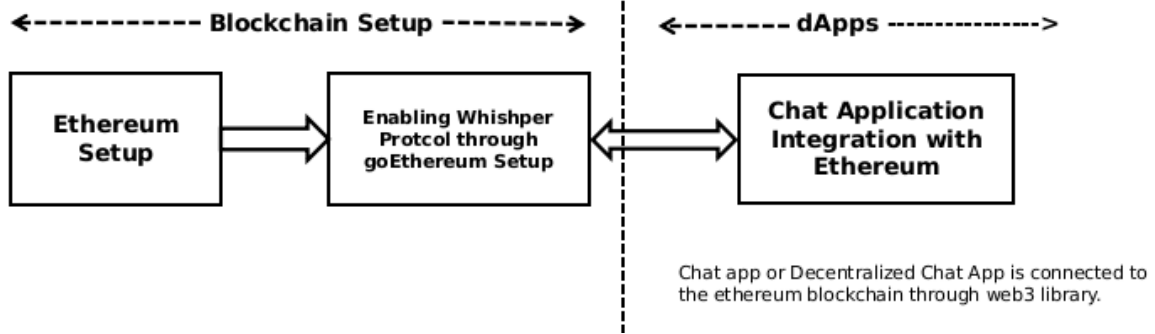 Blockchain Setup
dApps
Ethereum
Setup
Enabling Whishper
Protcol through
goEthereum Setup
Chat Application
Integration with
Ethereum
Chat app or Decentralized Chat App is connected to
the ethereum blockchain through web3 library.